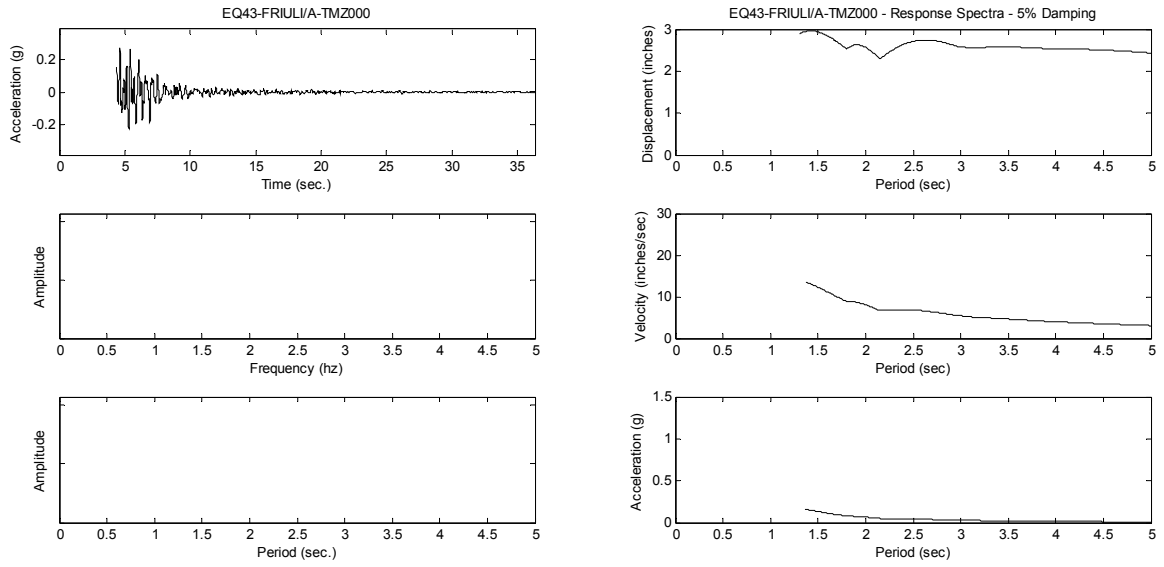 EQ43-FRIULI/A-TMZ000
Acceleration (g)
0.2
0
-0.2
0 5 10 15 20 25 30 35
Time (sec.)
Amplitude
0 0.5 1 1.5 2 2.5 3 3.5 4 4.5 5
Frequency (hz)
Amplitude
0 0.5 1 1.5 2 2.5 3 3.5 4 4.5 5
Period (sec.)
EQ43-FRIULI/A-TMZ000 - Response Spectra - 5% Damping
Displacement (inches)
3
2
1
0
0 0.5 1 1.5 2 2.5 3 3.5 4 4.5 5
Period (sec)
Velocity (inches/sec)
30
20
10
0
0 0.5 1 1.5 2 2.5 3 3.5 4 4.5 5
Period (sec)
Acceleration (g)
1.5
1
0.5
0
0 0.5 1 1.5 2 2.5 3 3.5 4 4.5 5
Period (sec)